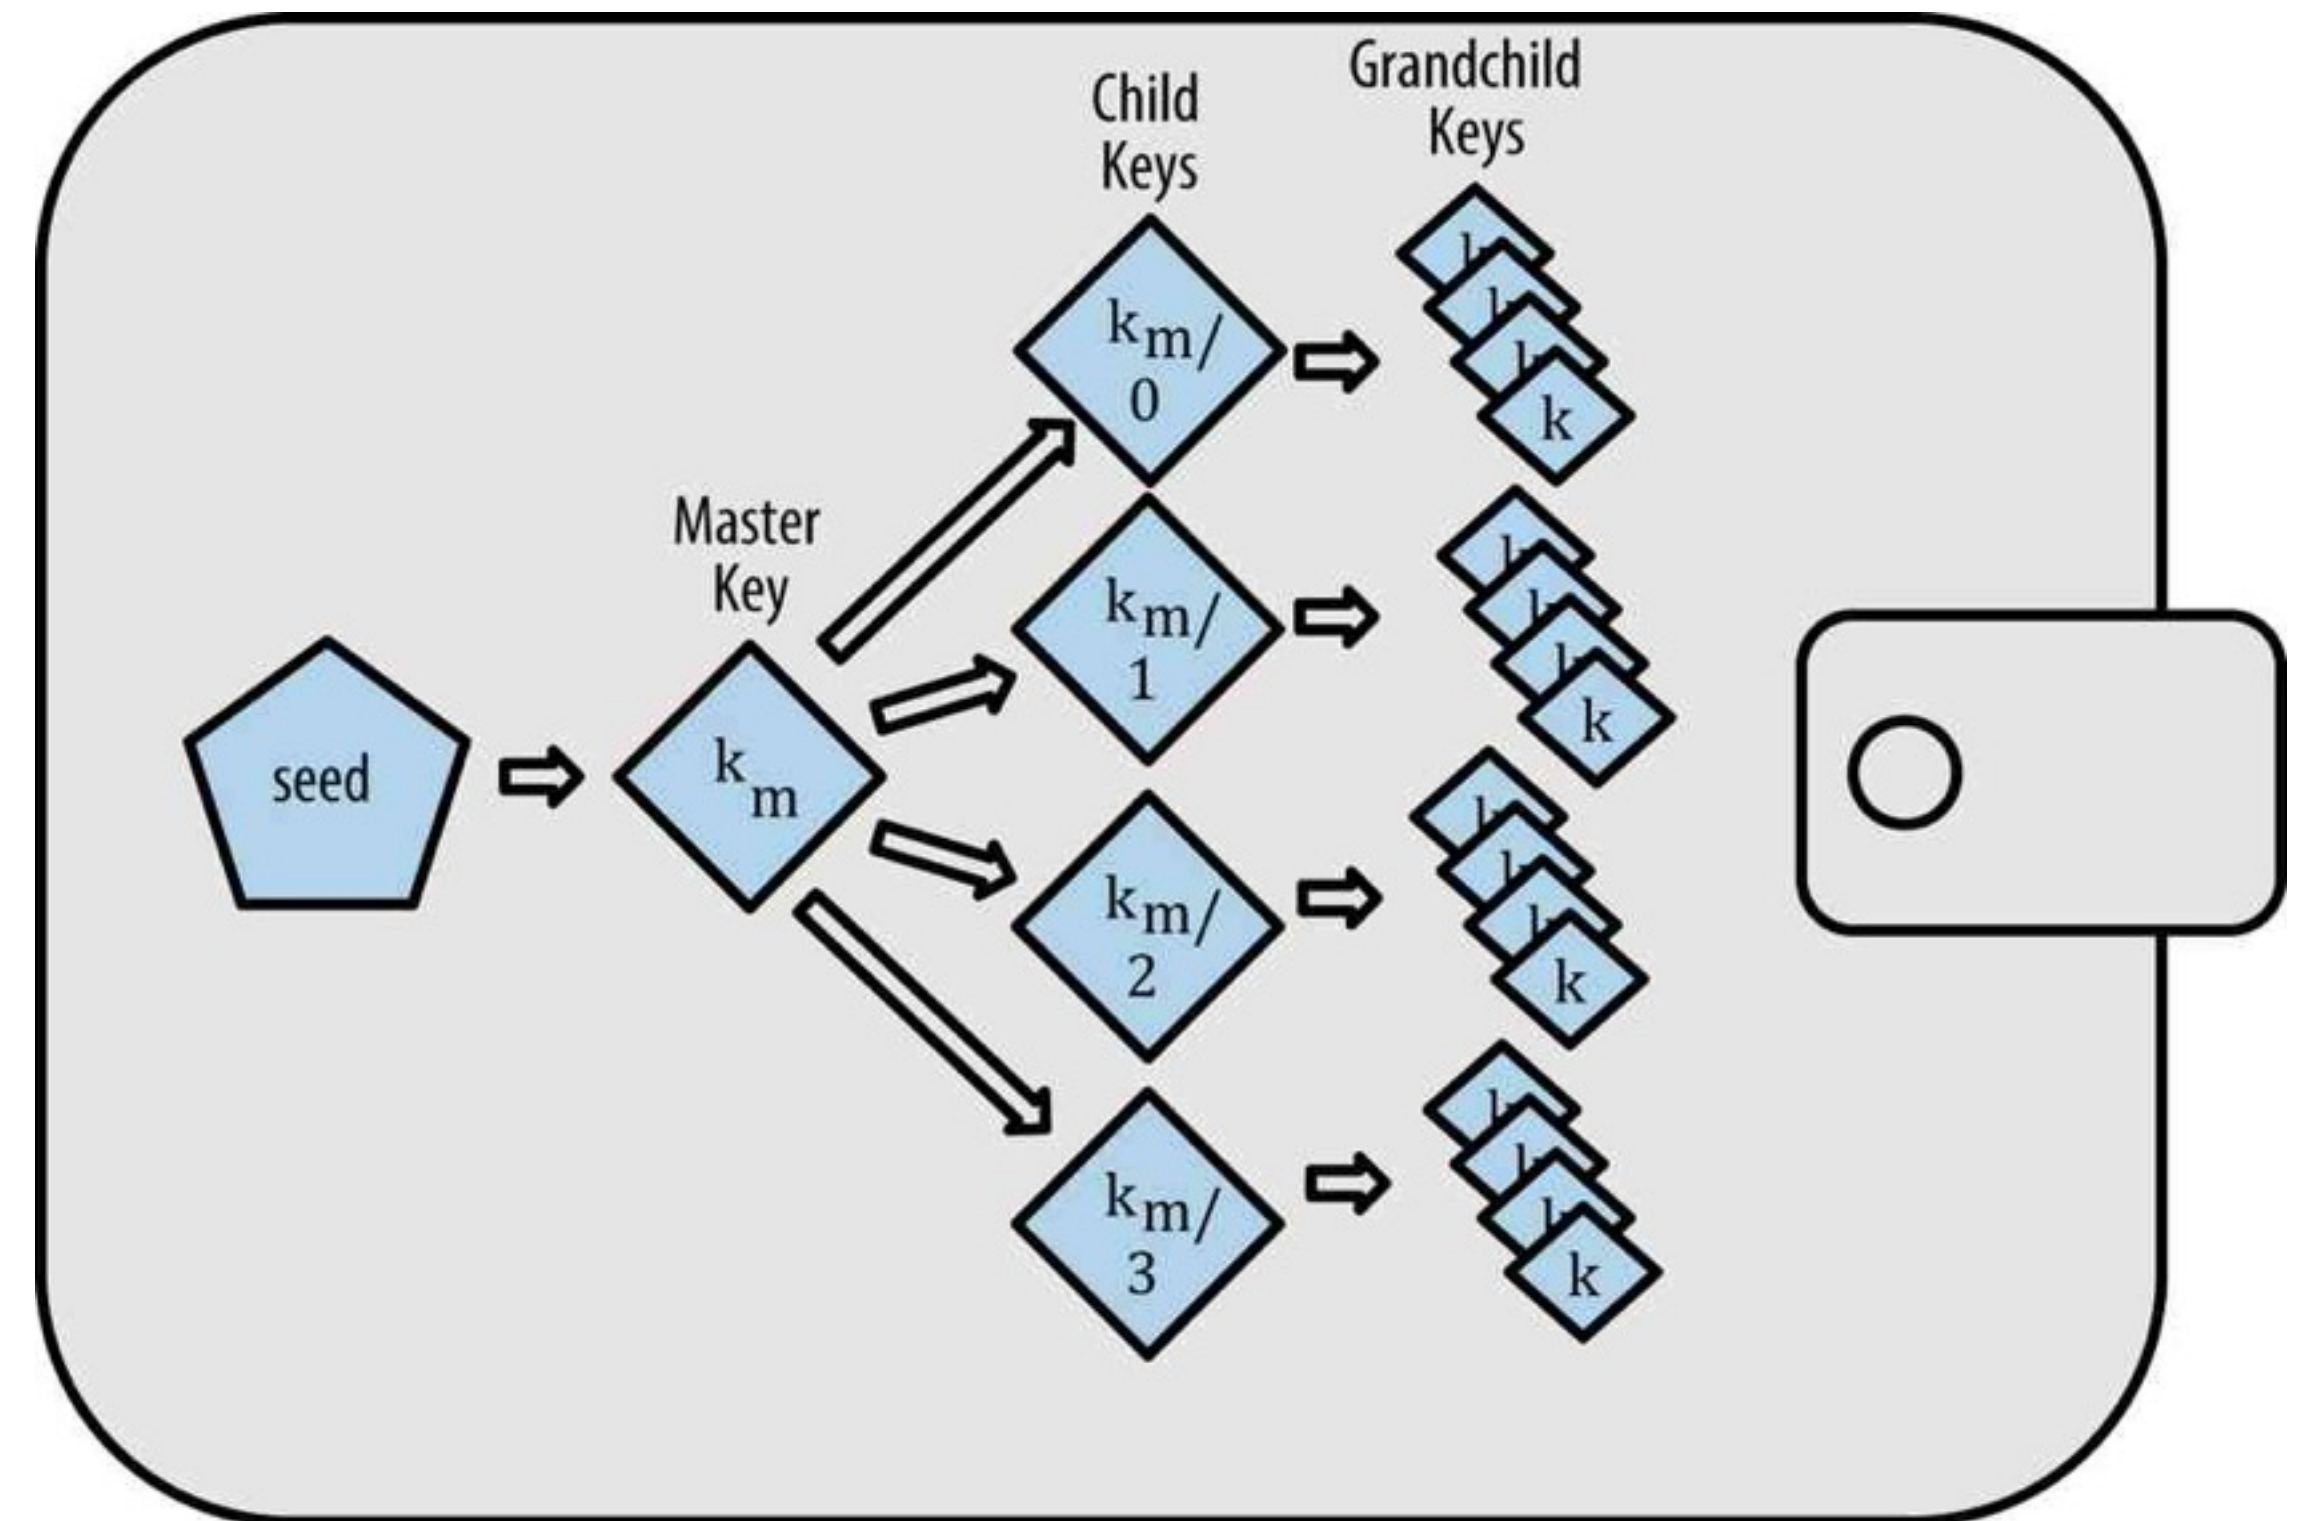 Grandchild
Keys
Child
Keys
k
k m/
0
Master
Key
k m/
1
k
seed
k m
k m/
2
k
k m/
3
k